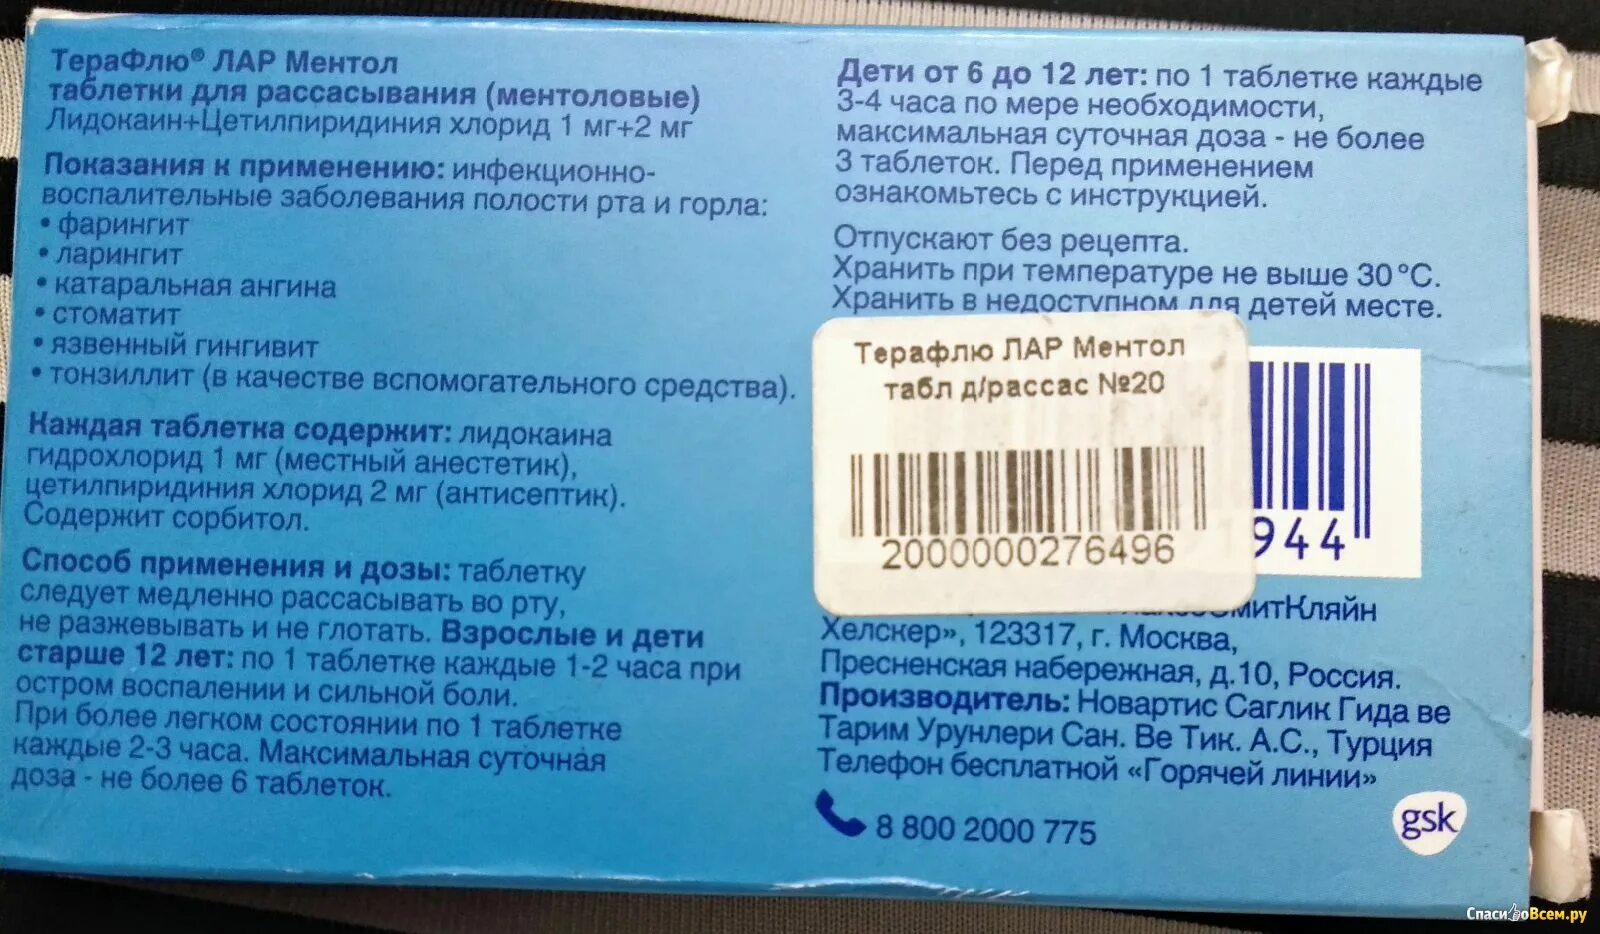 ТераФлю® ЛАР Ментол
таблетки для рассасывания (ментоловые)
Лидокаин+Цетилпиридиния хлорид 1 мг+2 мг
Показания к применению: инфекционно-
воспалительные заболевания полости рта и горла:
• фарингит
• ларингит
• катаральная ангина
• стоматит
• язвенный гингивит
• тонзиллит (в качестве вспомогательного средства).
Каждая таблетка содержит: лидокаина
гидрохлорид 1 мг (местный анестетик),
цетилпиридиния хлорид 2 мг (антисептик).
Содержит сорбитол.
Способ применения и дозы: таблетку
следует медленно рассасывать во рту,
не разжевывать и не глотать. Взрослые и дети
старше 12 лет: по 1 таблетке каждые 1-2 часа при
остром воспалении и сильной боли.
При более легком состоянии по 1 таблетке
каждые 2-3 часа. Максимальная суточная
доза - не более 6 таблеток.
Дети от 6 до 12 лет: по 1 таблетке каждые
3-4 часа по мере необходимости,
максимальная суточная доза - не более
3 таблеток. Перед применением
ознакомьтесь с инструкцией.
Отпускают без рецепта.
Хранить при температуре не выше 30°С.
Хранить в недоступном для детей месте.
Терафлю ЛАР Ментол
табл д/рассас №20
2000000276496
944
СмитКляйн
Хелскер», 123317, г. Москва,
Пресненская набережная, д.10, Россия.
Производитель: Новартис Саглик Гида ве
Тарим Урунлери Сан. Ве Тик. А.С., Турция
Телефон бесплатной «Горячей линии»
8 800 2000 775
gsk
СпасибоВсем.ру